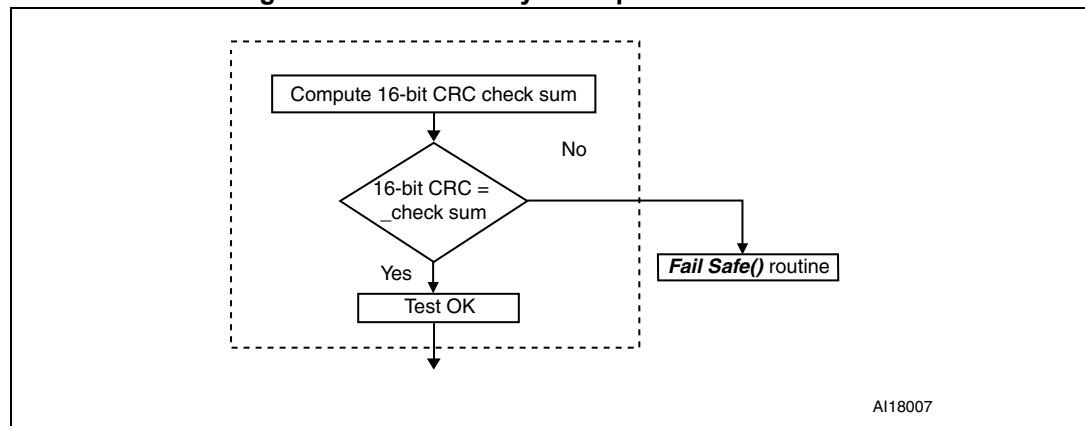 Compute 16-bit CRC check sum
No
16-bit CRC =
_check sum
Fail Safe() routine
Yes
Test OK
AI18007